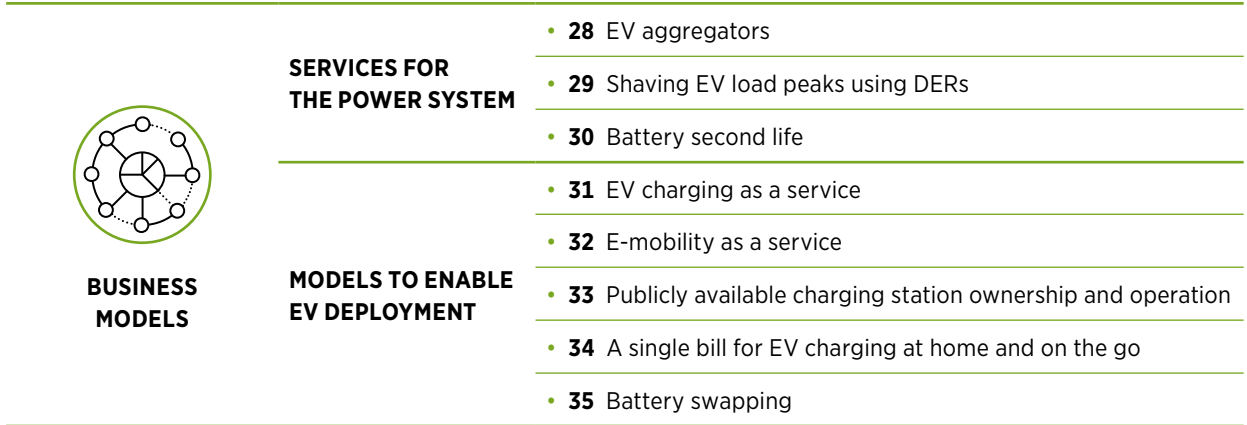 BUSINESS
MODELS
SERVICES FOR
THE POWER SYSTEM
• 28 EV aggregators
• 29 Shaving EV load peaks using DERs
• 30 Battery second life
MODELS TO ENABLE
EV DEPLOYMENT
• 31 EV charging as a service
• 32 E-mobility as a service
• 33 Publicly available charging station ownership and operation
• 34 A single bill for EV charging at home and on the go
• 35 Battery swapping